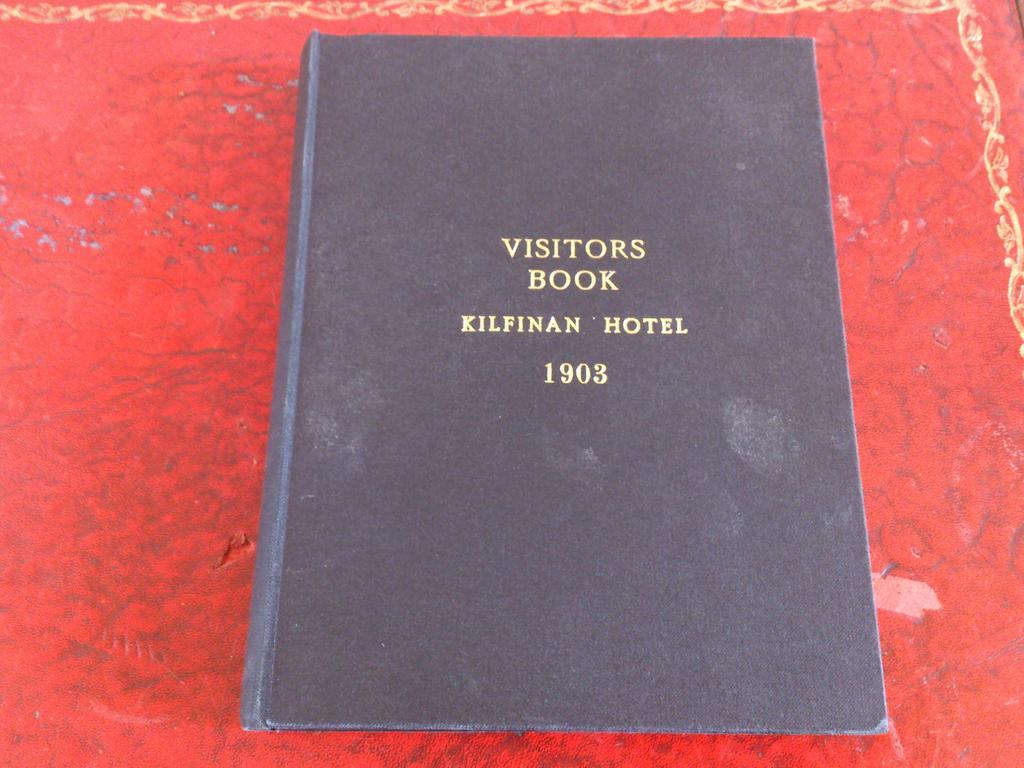 VISITORS
BOOK
KILFINAN HOTEL
1903